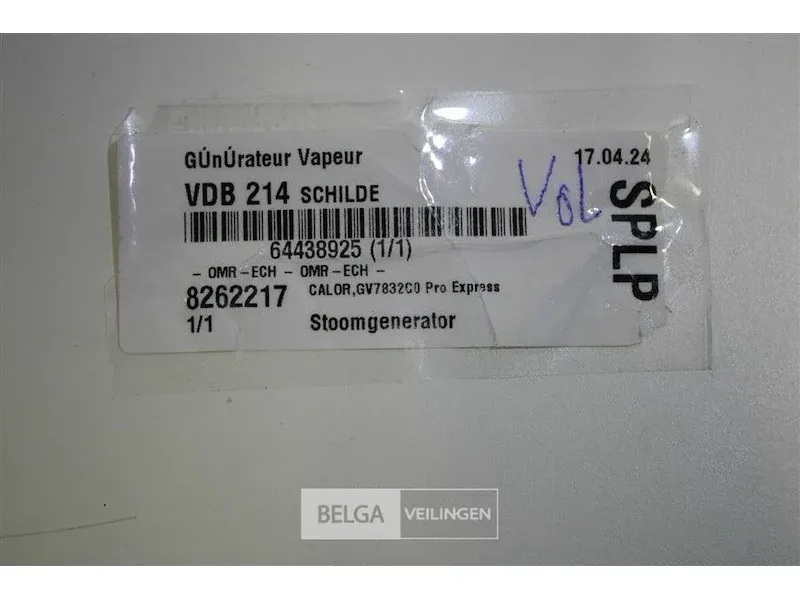 GÚnÚrateur Vapeur
17.04.24
VDB 214 SCHILDE
VOL
SPLP
64438925 (1/1)
- OMR-ECH - OMR-ECH -
8262217 CALOR,GV7832C0 Pro Express
1/1 Stoomgenerator
BELGA VEILINGEN